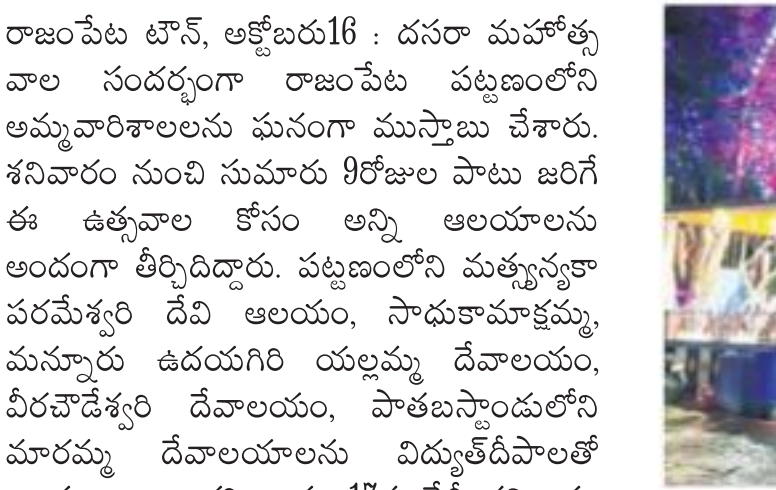 రాజంపేట టౌన్, అక్టోబరు16 : దసరా మహోత్స
వాల సందర్భంగా రాజంపేట పట్టణంలోని
అమ్మవారిశాలలను ఘనంగా ముస్తాబు చేశారు.
శనివారం నుంచి సుమారు 9రోజుల పాటు జరిగే
ఈ ఉత్సవాల కోసం అన్ని ఆలయాలను
అందంగా తీర్చిదిద్దారు. పట్టణంలోని మత్స్యన్యకా
పరమేశ్వరి దేవి ఆలయం, సాధుకామాక్షమ్మ,
మన్నూరు ఉదయగిరి యల్లమ్మ దేవాలయం,
వీరచౌడేశ్వరి దేవాలయం, పాతబస్టాండులోని
మారమ్మ దేవాలయాలను విద్యుత్‌దీపాలతో